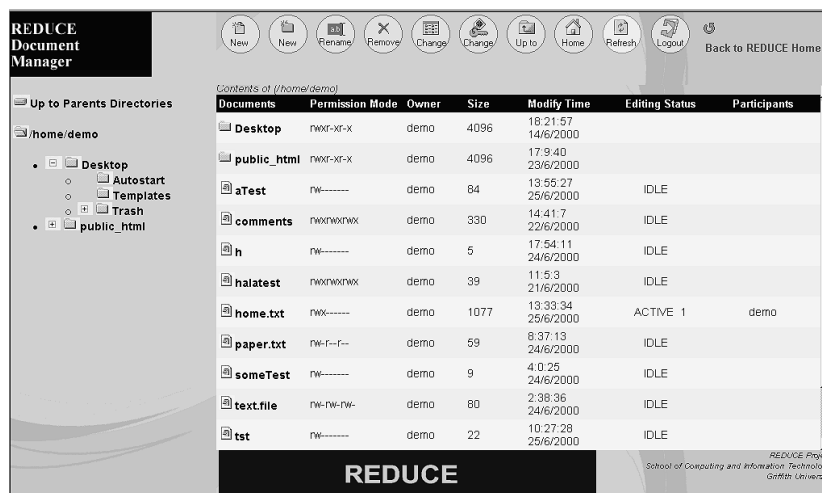 REDUCE
Document
Manager
New
New
Rename
Remove
Change
Change
Up to
Home
Refresh
Logout
Back to REDUCE Home
Up to Parents Directories
/home/demo
Desktop
Autostart
Templates
Trash
public_html
Contents of (/home/demo)
Documents Permission Mode Owner Size Modify Time Editing Status Participants
Desktop rwxr-xr-x demo 4096 18:21:57 14/6/2000
public_html rwxr-xr-x demo 4096 17:9:40 23/6/2000
aTest rw------- demo 84 13:55:27 25/6/2000 IDLE
comments rwxrwxrwx demo 330 14:41:7 22/6/2000 IDLE
h rw------- demo 5 17:54:11 24/6/2000 IDLE
halatest rwxrwxrwx demo 39 11:5:3 21/6/2000 IDLE
home.txt rwx------ demo 1077 13:33:34 25/6/2000 ACTIVE 1 demo
paper.txt rw-r--r-- demo 59 8:37:13 24/6/2000 IDLE
someTest rw------- demo 9 4:0:25 24/6/2000 IDLE
text.file rw-rw-rw- demo 80 2:38:36 24/6/2000 IDLE
tst rw------- demo 22 10:27:28 25/6/2000 IDLE
REDUCE
REDUCE Proj
School of Computing and Information Technolo
Griffith Univers